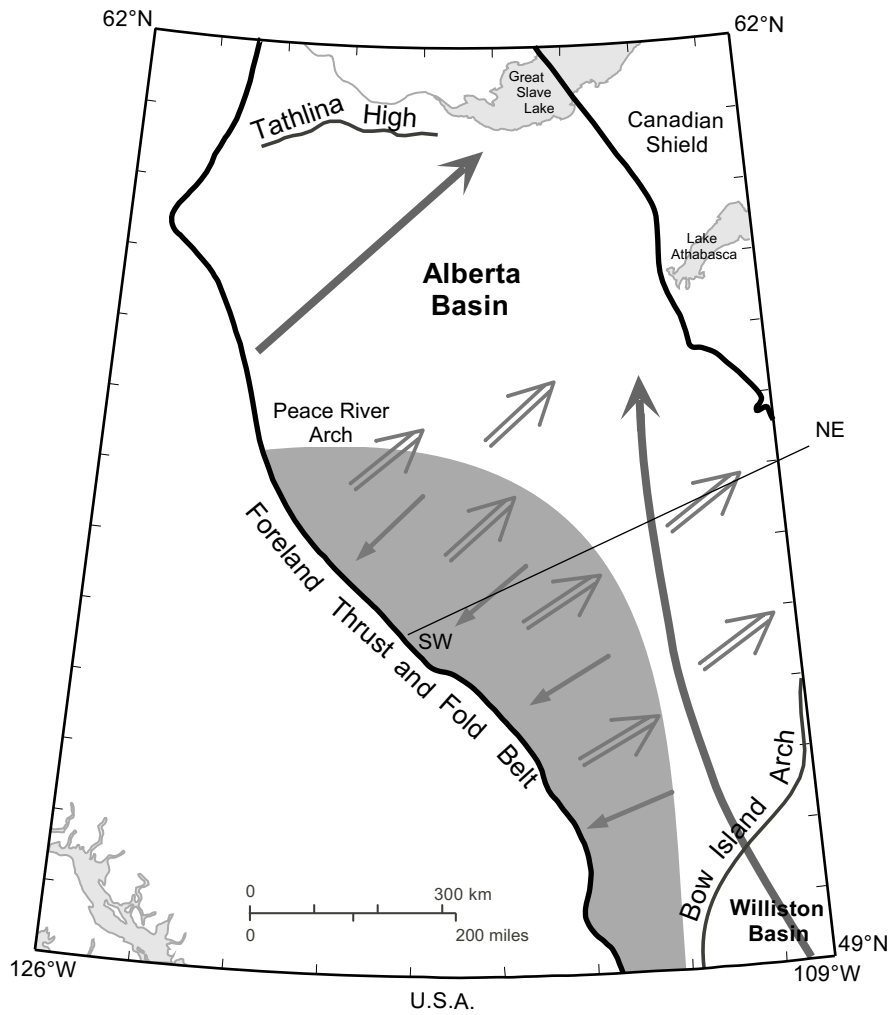 62°N
62°N
Great
Slave
Lake
Tathlina High
Canadian
Shield
Lake
Athabasca
Alberta
Basin
Peace River
Arch
NE
SW
Foreland Thrust and Fold Belt
Bow Island Arch
Williston
Basin
0 300 km
0 200 miles
49°N
126°W
109°W
U.S.A.